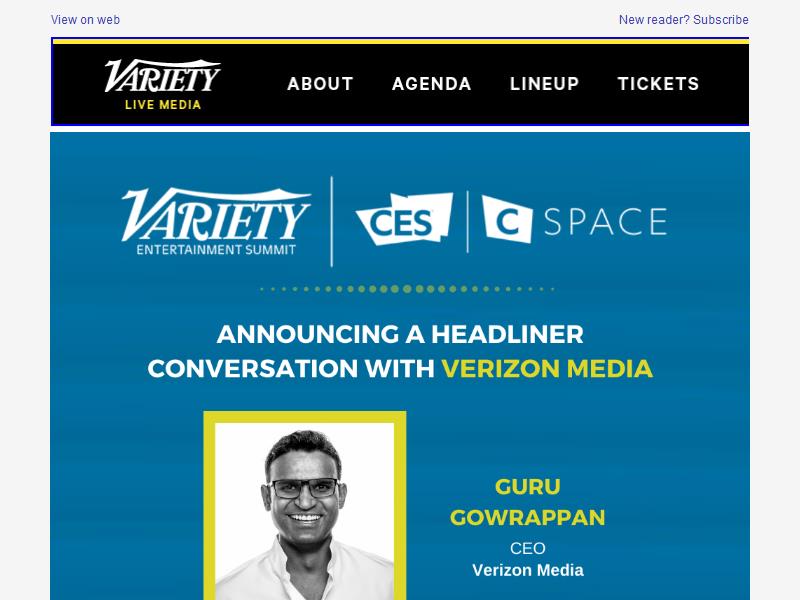 View on web
New reader? Subscribe
VARIETY
LIVE MEDIA
ABOUT
AGENDA
LINEUP
TICKETS
VARIETY
ENTERTAINMENT SUMMIT
CES
C SPACE
ANNOUNCING A HEADLINER
CONVERSATION WITH VERIZON MEDIA
GURU
GOWRAPPAN
CEO
Verizon Media